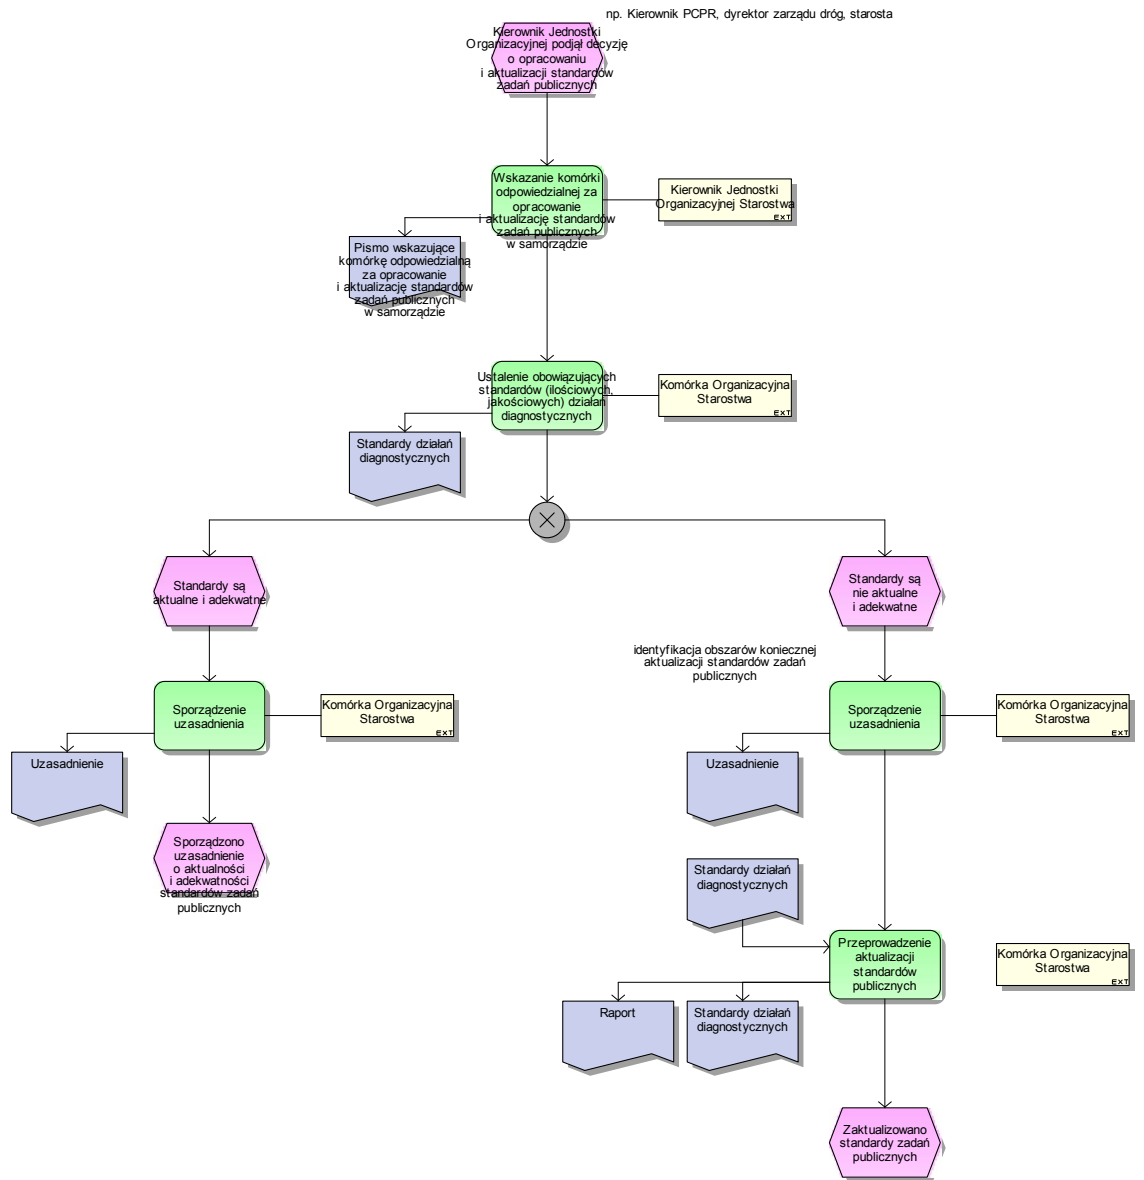 np. Kierownik PCPR, dyrektor zarządu dróg, starosta
Kierownik Jednostki
Organizacyjnej podjął decyzję
o opracowaniu
i aktualizacji standardów
zadań publicznych
Wskazanie komórki
odpowiedzialnej za
opracowanie
i aktualizację standardów
zadań publicznych
w samorządzie
Kierownik Jednostki
Organizacyjnej Starostwa
EXT
Pismo wskazujące
komórkę odpowiedzialną
za opracowanie
i aktualizację standardów
zadań publicznych
w samorządzie
Ustalenie obowiązujących
standardów (ilościowych,
jakościowych) działań
diagnostycznych
Komórka Organizacyjna
Starostwa
EXT
Standardy działań
diagnostycznych
Standardy są
aktualne i adekwatne
Standardy są
nie aktualne
i adekwatne
identyfikacja obszarów koniecznej
aktualizacji standardów zadań
publicznych
Sporządzenie
uzasadnienia
Komórka Organizacyjna
Starostwa
EXT
Sporządzenie
uzasadnienia
Komórka Organizacyjna
Starostwa
EXT
Uzasadnienie
Uzasadnienie
Sporządzono
uzasadnienie
o aktualności
i adekwatności
standardów zadań
publicznych
Standardy działań
diagnostycznych
Przeprowadzenie
aktualizacji
standardów
publicznych
Komórka Organizacyjna
Starostwa
EXT
Raport
Standardy działań
diagnostycznych
Zaktualizowano
standardy zadań
publicznych